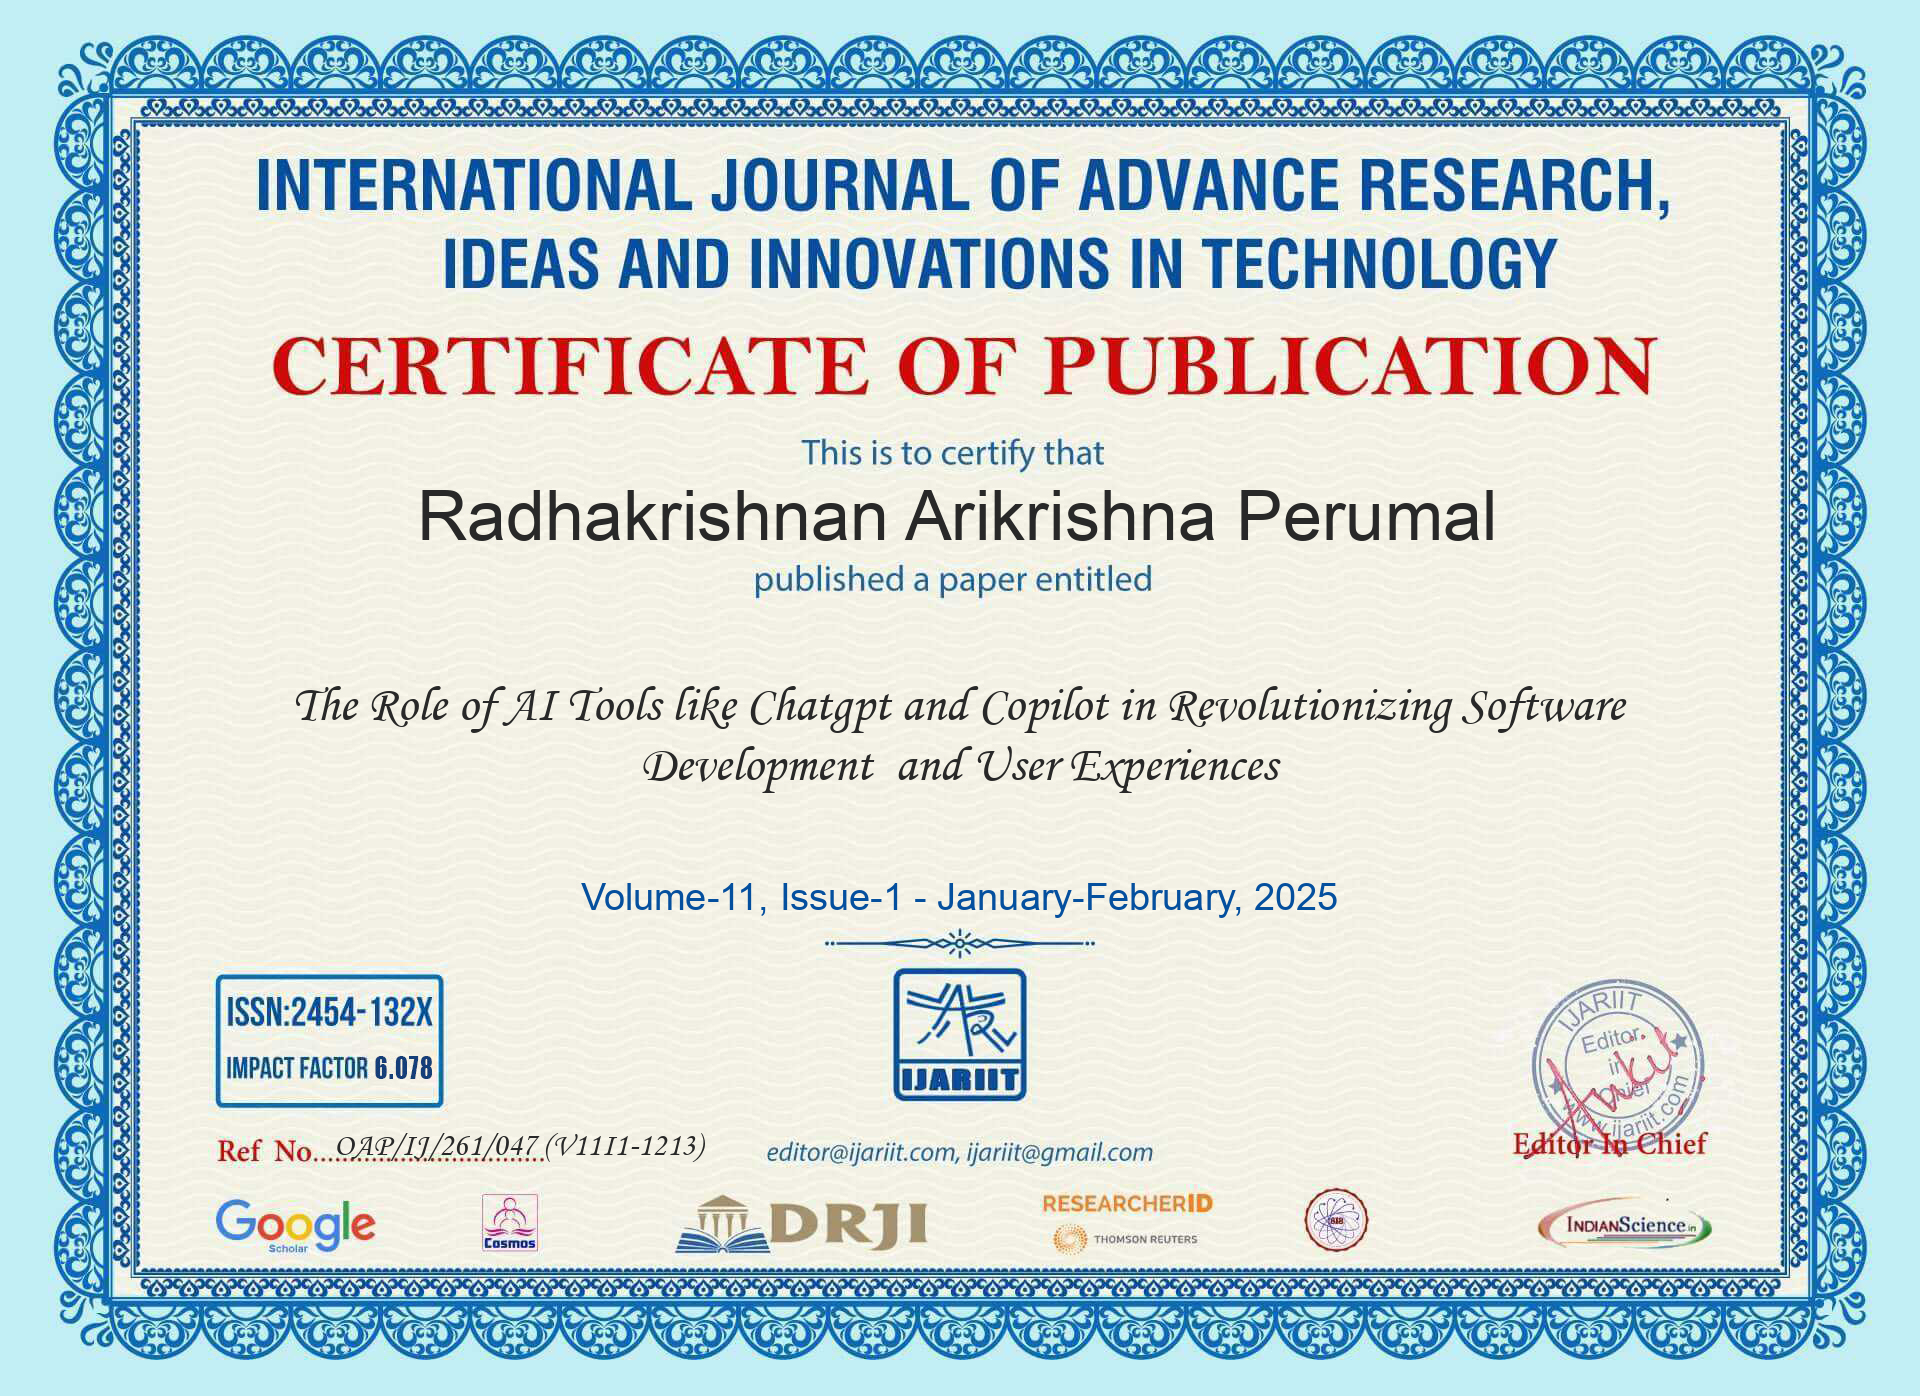 INTERNATIONAL JOURNAL OF ADVANCE RESEARCH,
IDEAS AND INNOVATIONS IN TECHNOLOGY
CERTIFICATE OF PUBLICATION
This is to certify that
Radhakrishnan Arikrishna Perumal
published a paper entitled
The Role of AI Tools like Chatgpt and Copilot in Revolutionizing Software
Development and User Experiences
Volume-11, Issue-1 - January-February, 2025
ISSN:2454-132X
IMPACT FACTOR 6.078
IJARIIT
IJARIIT
Editor
in
Chief
www.ijariit.com
Ankit
Ref No....OAP/IJ/261/047 (V11I1-1213)
editor@ijariit.com, ijariit@gmail.com
Editor In Chief
Google
Scholar
Cosmos
DRJI
RESEARCHERID
THOMSON REUTERS
SIS
INDIANScience.in